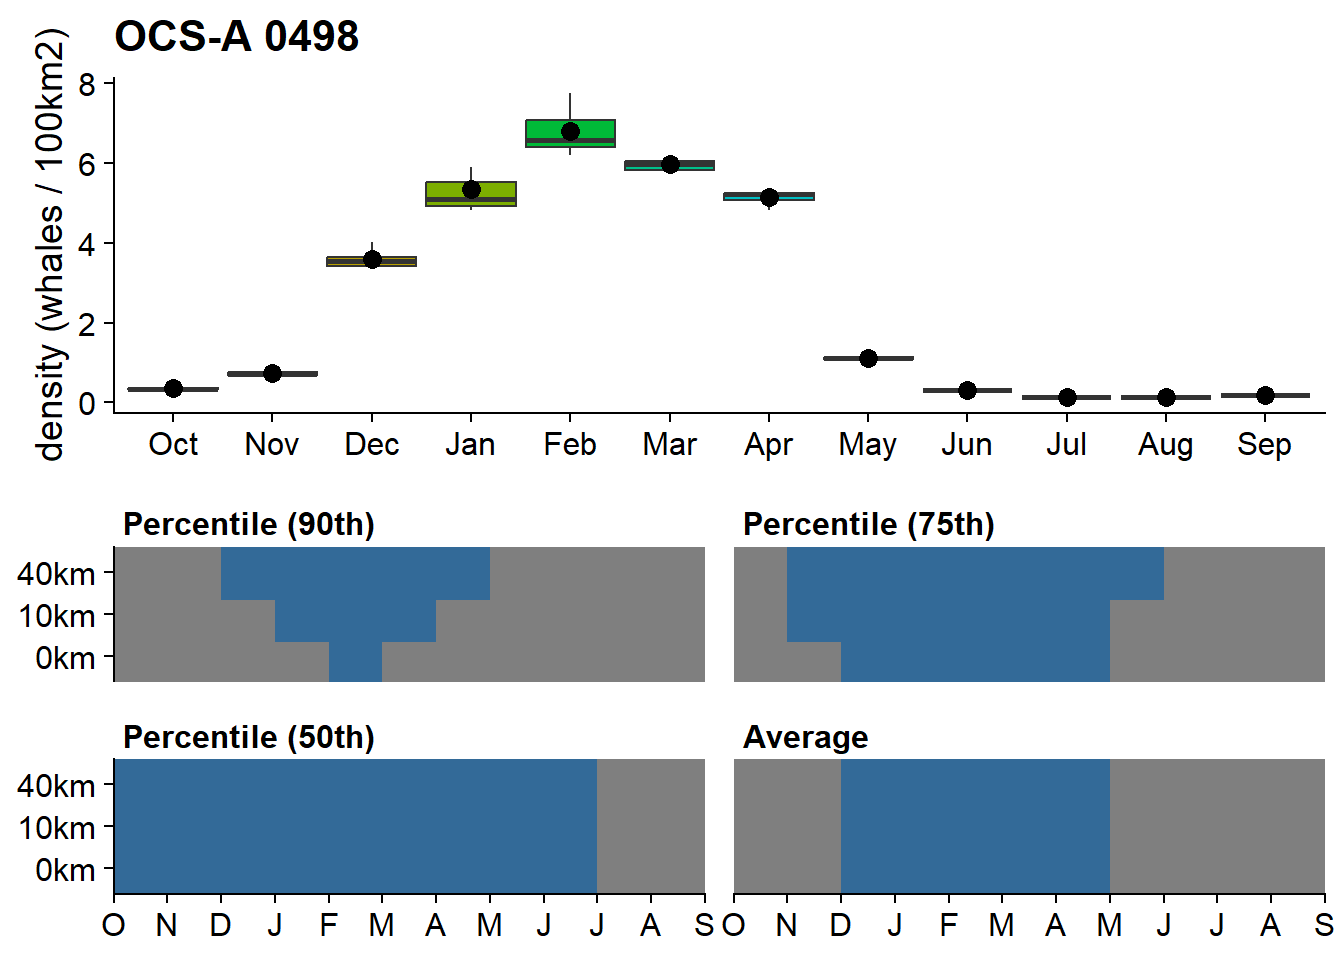 OCS-A 0498
density (whales / 100km2)
8
6
4
2
0
Oct Nov Dec Jan Feb Mar Apr May Jun Jul Aug Sep
Percentile (90th) Percentile (75th)
40km
10km
0km
Percentile (50th) Average
40km
10km
0km
O N D J F M A M J J A S O N D J F M A M J J A S